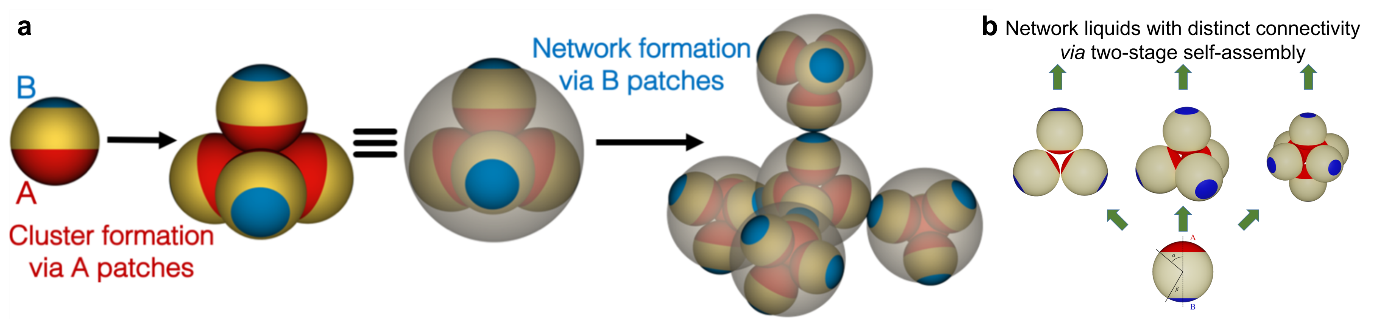 a
B
A
Cluster formation
via A patches
Network formation
via B patches
b Network liquids with distinct connectivity
via two-stage self-assembly
A
α
β
B